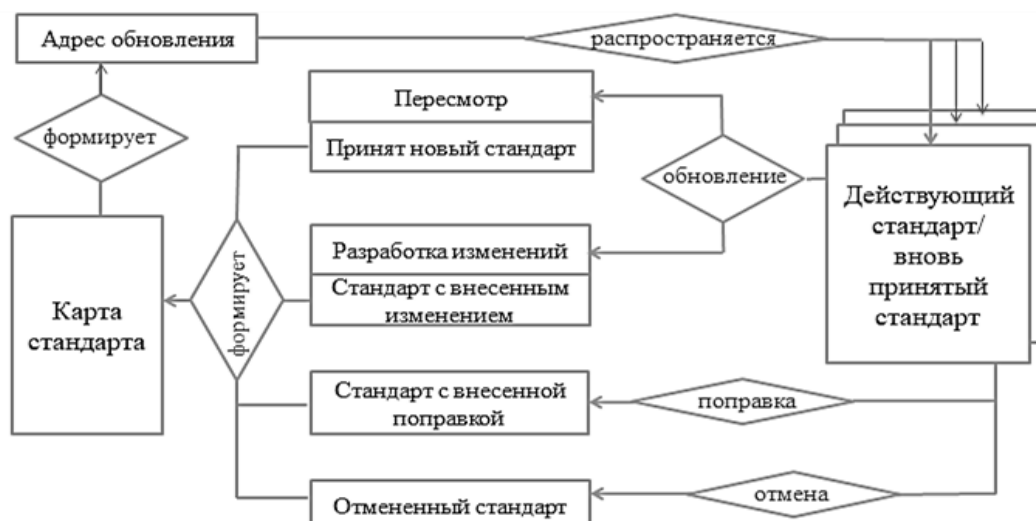 Адрес обновления
распространяется
Пересмотр
формирует
Принят новый стандарт
обновление
Действующий
стандарт/
вновь
принятый
стандарт
Разработка изменений
Стандарт с внесенным
изменением
формирует
Карта
стандарта
Стандарт с внесенной
поправкой
поправка
Отмененный стандарт
отмена